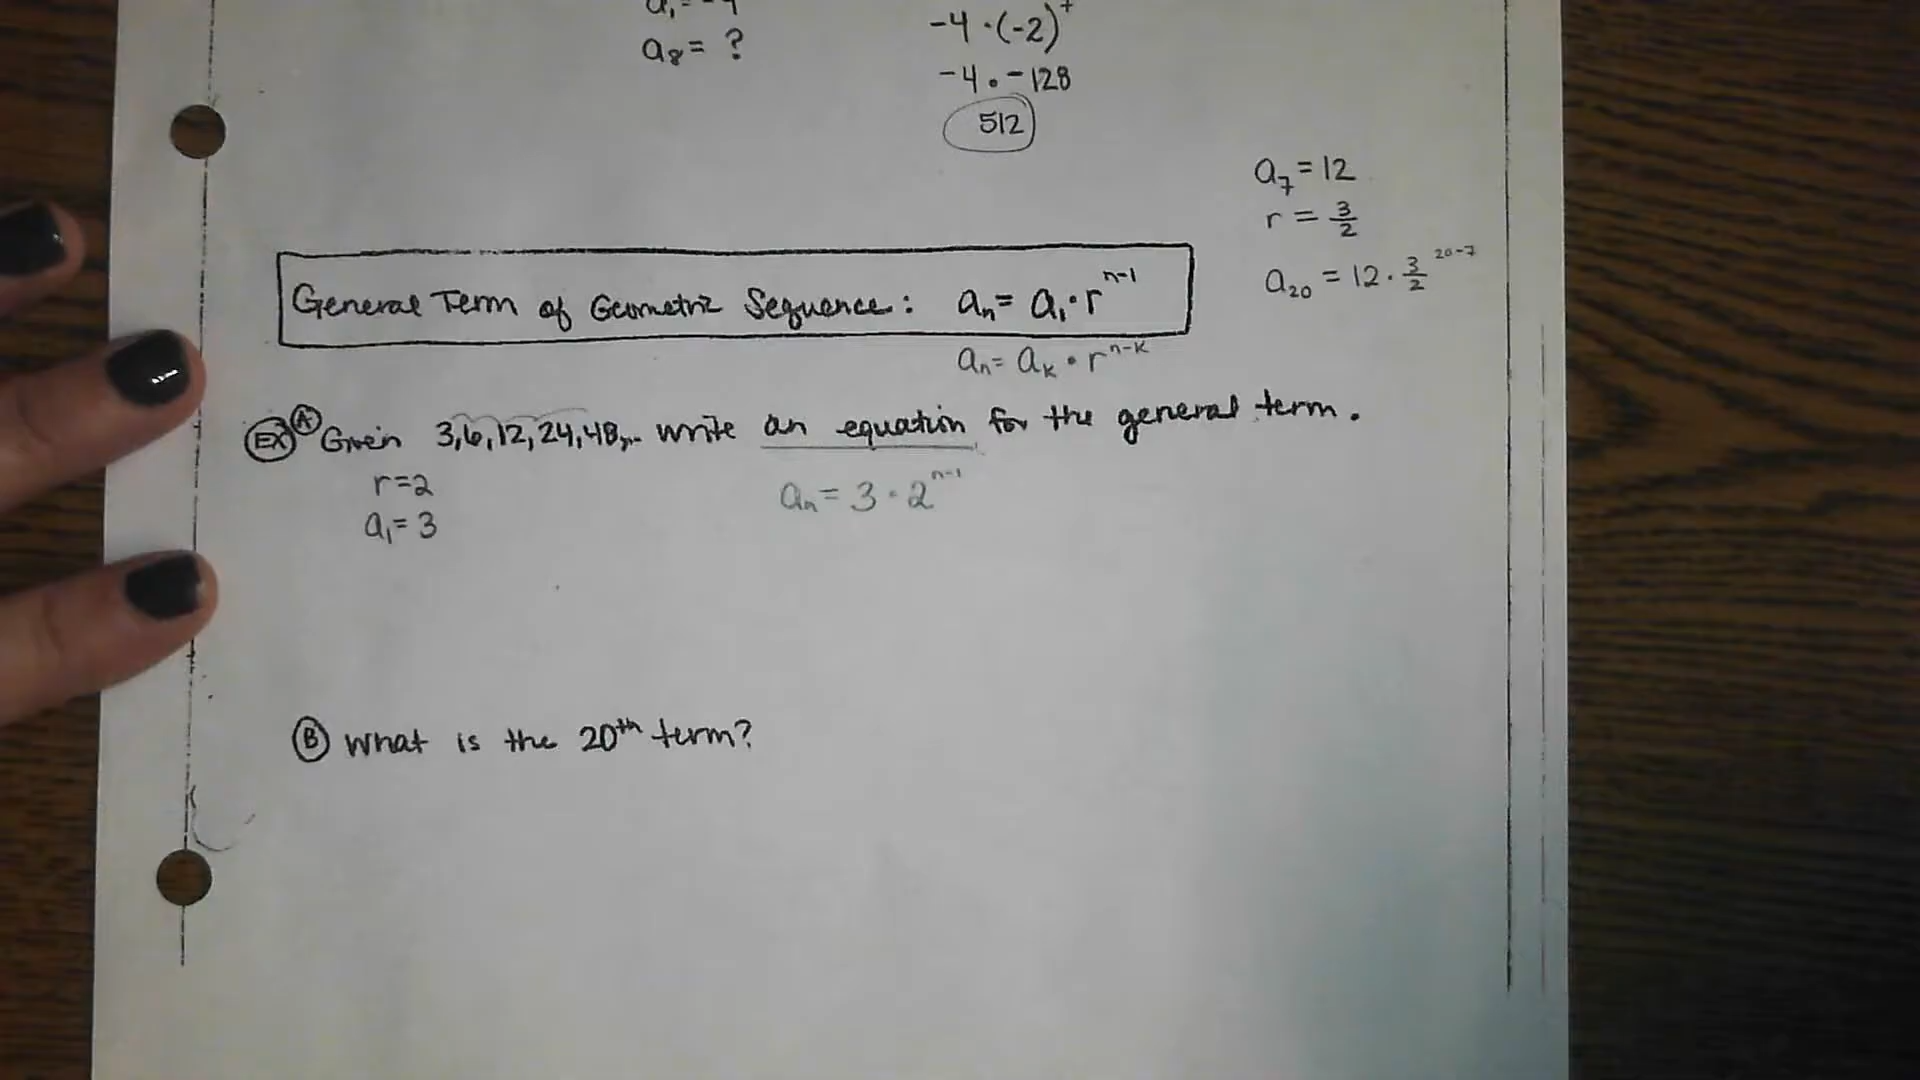 a₁ = -4
a₈ = ?
-4 · (-2)⁷
-4 · -128
512
a₇ = 12
r = 3/2
a₂₀ = 12 · 3/2 ²⁰⁻⁷
General Term of Geometric Sequence: aₙ = a₁ · rⁿ⁻¹
aₙ = aₖ · rⁿ⁻ᵏ
EX A Given 3, 6, 12, 24, 48, ... write an equation for the general term.
r = 2
a₁ = 3
aₙ = 3 · 2ⁿ⁻¹
B What is the 20th term?